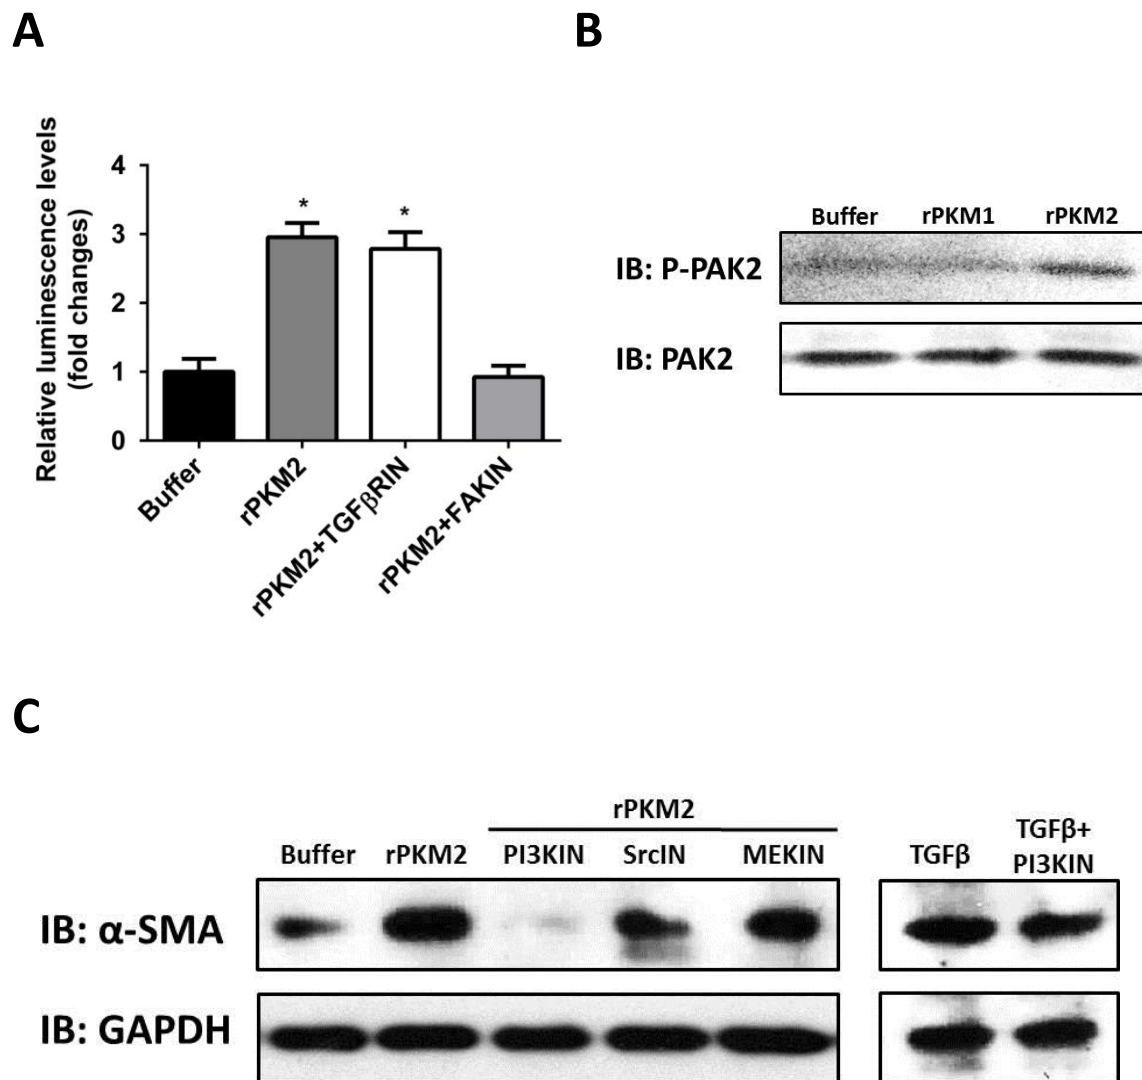 A
B
Relative luminescence levels
(fold changes)
4
3
2
1
0
*
*
Buffer
rPKM2
rPKM2+TGFβRIN
rPKM2+FAKIN
Buffer rPKM1 rPKM2
IB: P-PAK2
IB: PAK2
C
rPKM2
Buffer rPKM2 PI3KIN SrcIN MEKIN
TGFβ
TGFβ+
PI3KIN
IB: α-SMA
IB: GAPDH